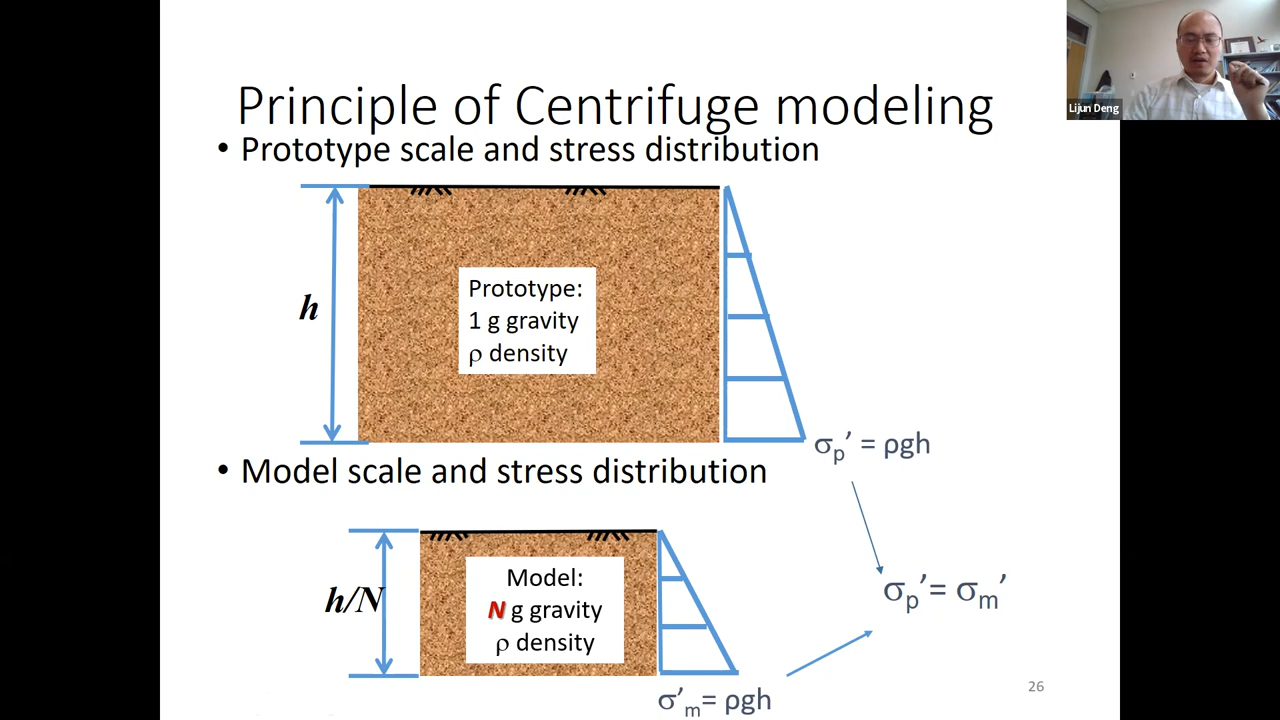 Principle of Centrifuge modeling
• Prototype scale and stress distribution
h
Prototype:
1 g gravity
ρ density
σp’ = ρgh
• Model scale and stress distribution
h/N
Model:
N g gravity
ρ density
σp’= σm’
σ’m= ρgh
26
Lijun Deng